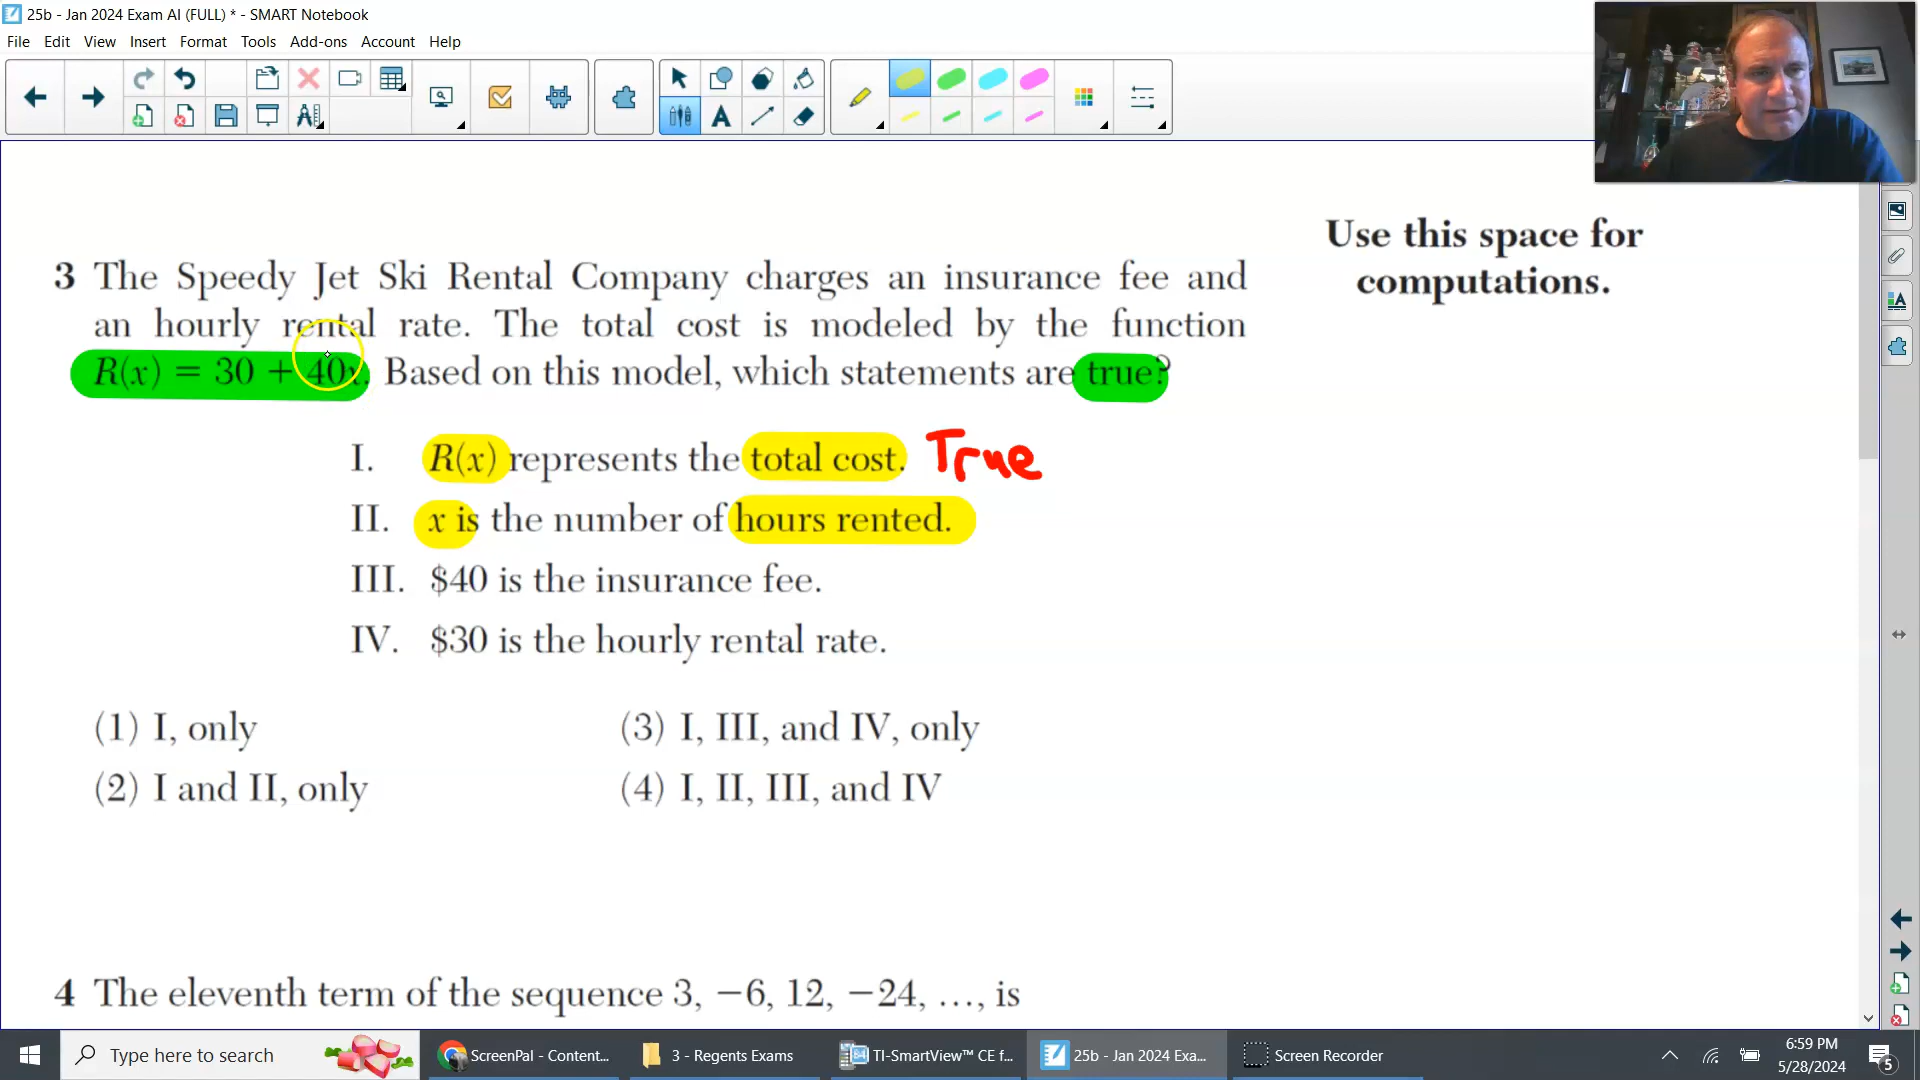 25b - Jan 2024 Exam AI (FULL) * - SMART Notebook
File Edit View Insert Format Tools Add-ons Account Help
Use this space for
computations.
3 The Speedy Jet Ski Rental Company charges an insurance fee and
an hourly rental rate. The total cost is modeled by the function
R(x) = 30 + 40x. Based on this model, which statements are true?
I. R(x) represents the total cost. True
II. x is the number of hours rented.
III. $40 is the insurance fee.
IV. $30 is the hourly rental rate.
(1) I, only (3) I, III, and IV, only
(2) I and II, only (4) I, II, III, and IV
4 The eleventh term of the sequence 3, −6, 12, −24, …, is
Type here to search
ScreenPal - Content...
3 - Regents Exams
TI-SmartView™ CE f...
25b - Jan 2024 Exa...
Screen Recorder
6:59 PM
5/28/2024
5